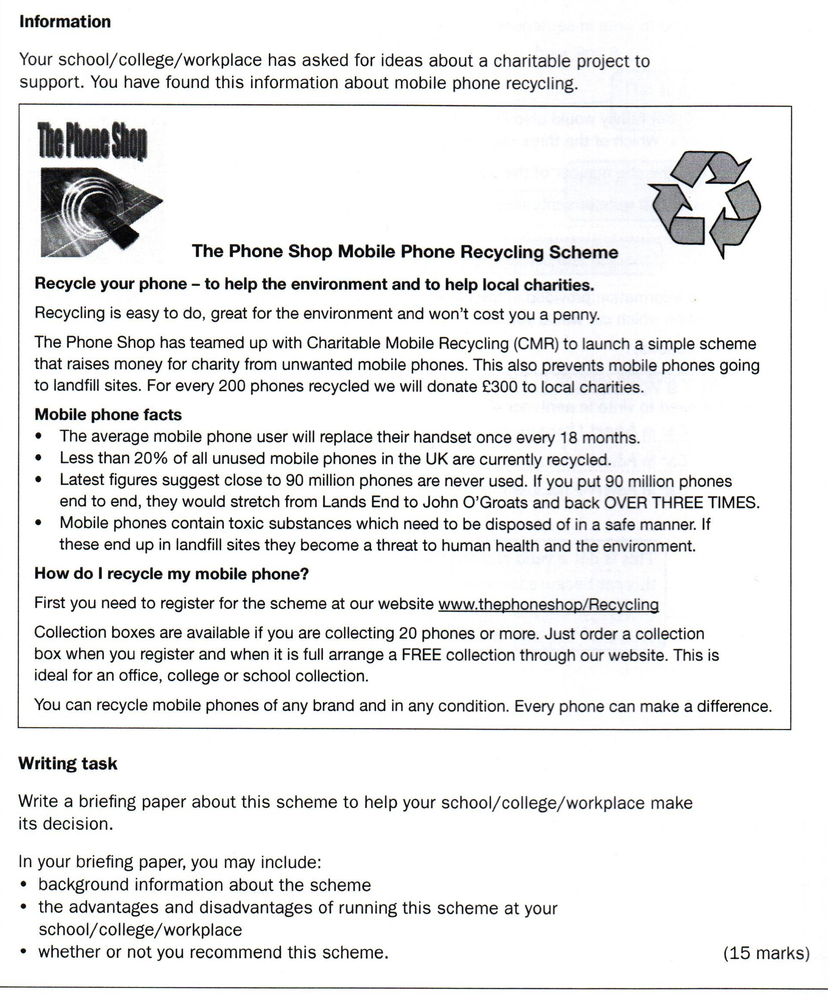 Information
Your school/college/workplace has asked for ideas about a charitable project to
support. You have found this information about mobile phone recycling.
The Phone Shop
The Phone Shop Mobile Phone Recycling Scheme
Recycle your phone – to help the environment and to help local charities.
Recycling is easy to do, great for the environment and won't cost you a penny.
The Phone Shop has teamed up with Charitable Mobile Recycling (CMR) to launch a simple scheme
that raises money for charity from unwanted mobile phones. This also prevents mobile phones going
to landfill sites. For every 200 phones recycled we will donate £300 to local charities.
Mobile phone facts
• The average mobile phone user will replace their handset once every 18 months.
• Less than 20% of all unused mobile phones in the UK are currently recycled.
• Latest figures suggest close to 90 million phones are never used. If you put 90 million phones
end to end, they would stretch from Lands End to John O'Groats and back OVER THREE TIMES.
• Mobile phones contain toxic substances which need to be disposed of in a safe manner. If
these end up in landfill sites they become a threat to human health and the environment.
How do I recycle my mobile phone?
First you need to register for the scheme at our website www.thephoneshop/Recycling
Collection boxes are available if you are collecting 20 phones or more. Just order a collection
box when you register and when it is full arrange a FREE collection through our website. This is
ideal for an office, college or school collection.
You can recycle mobile phones of any brand and in any condition. Every phone can make a difference.
Writing task
Write a briefing paper about this scheme to help your school/college/workplace make
its decision.
In your briefing paper, you may include:
• background information about the scheme
• the advantages and disadvantages of running this scheme at your
school/college/workplace
• whether or not you recommend this scheme. (15 marks)